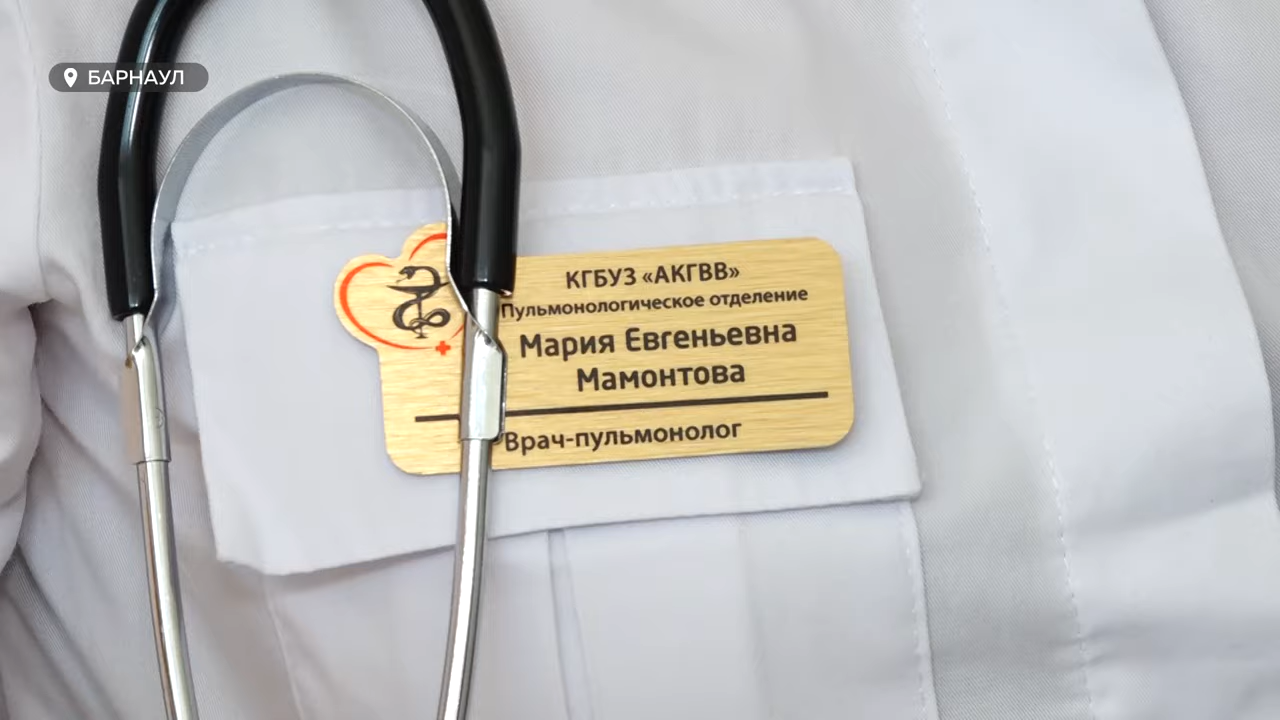 БАРНАУЛ
КГБУЗ «АКГВВ»
Пульмонологическое отделение
Мария Евгеньевна
Мамонтова
Врач-пульмонолог